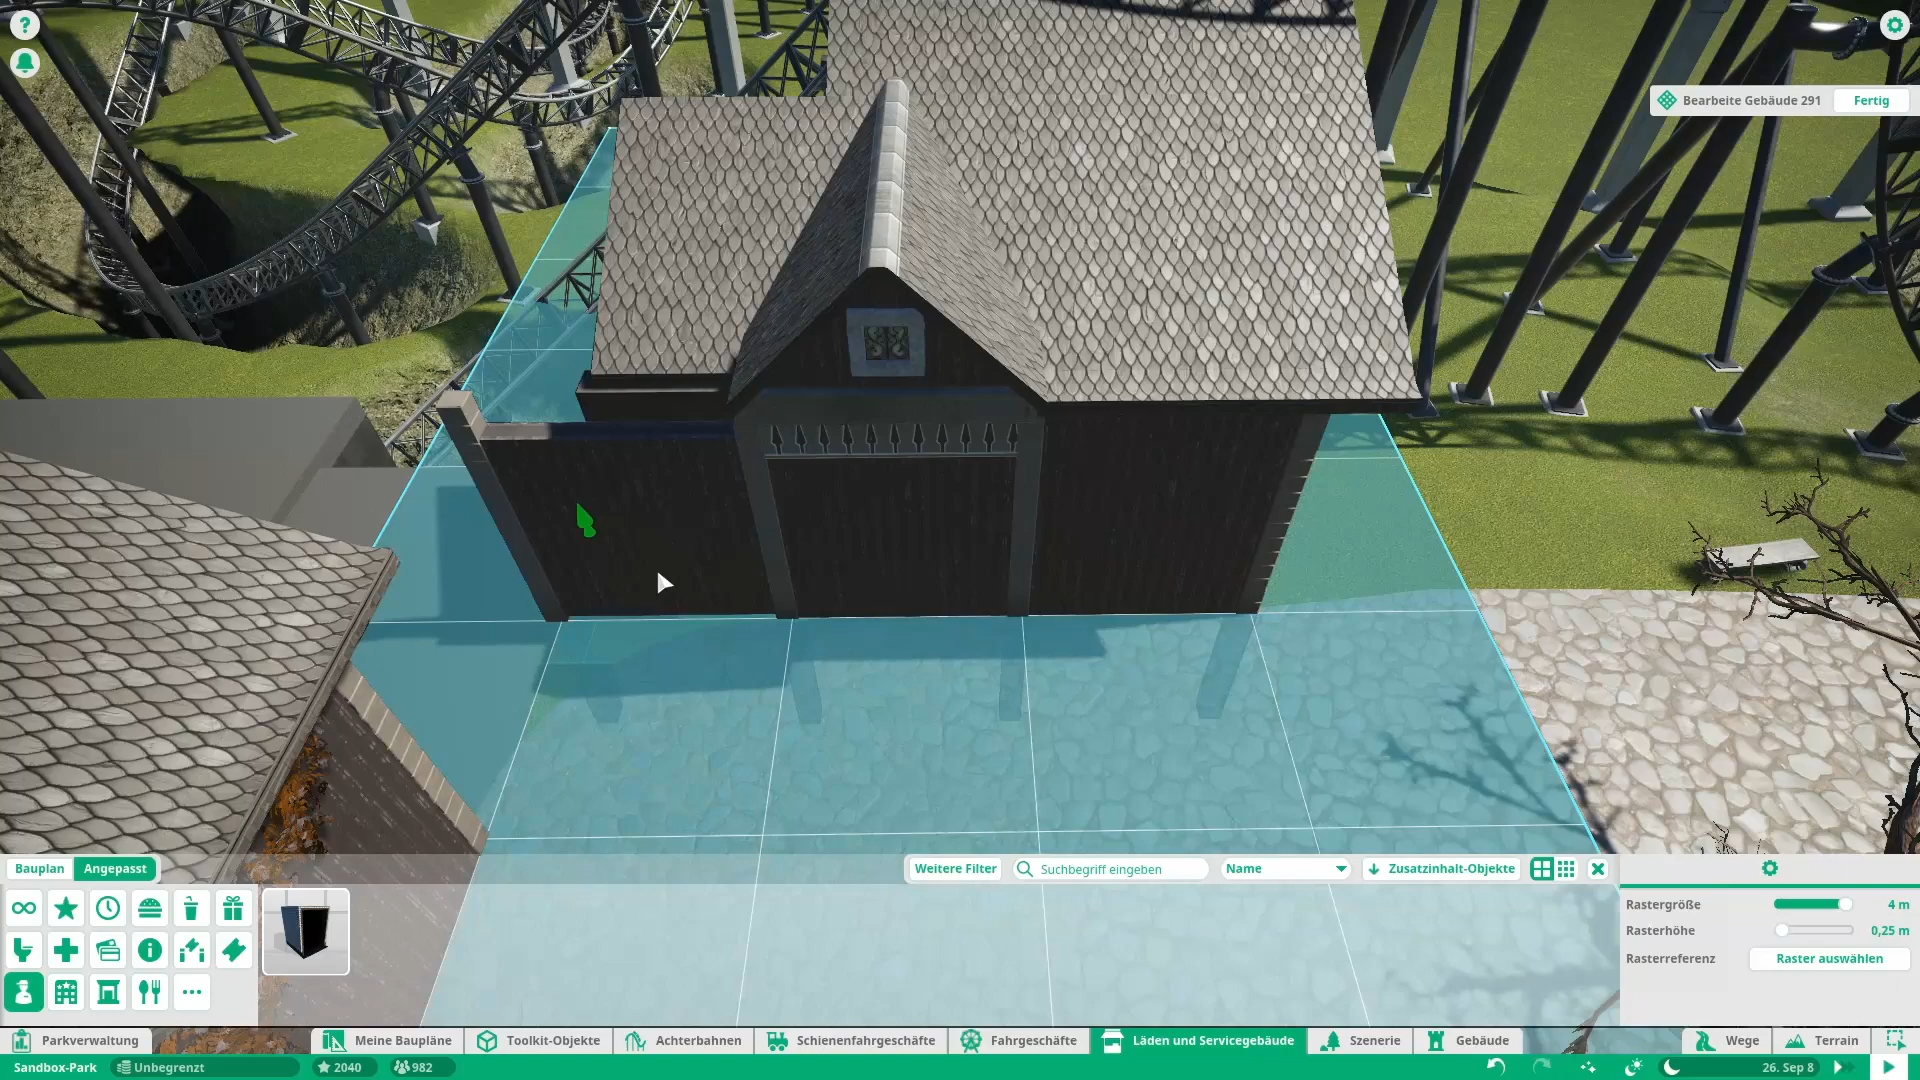 ?
Bearbeite Gebäude 291
Fertig
Bauplan
Angepasst
Weitere Filter
Suchbegriff eingeben
Name
Zusatzinhalt-Objekte
Rastergröße
4 m
Rasterhöhe
0,25 m
Rasterreferenz
Raster auswählen
Parkverwaltung
Meine Baupläne
Toolkit-Objekte
Achterbahnen
Schienenfahrgeschäfte
Fahrgeschäfte
Läden und Servicegebäude
Szenerie
Gebäude
Wege
Terrain
Sandbox-Park
Unbegrenzt
2040
982
26. Sep 8